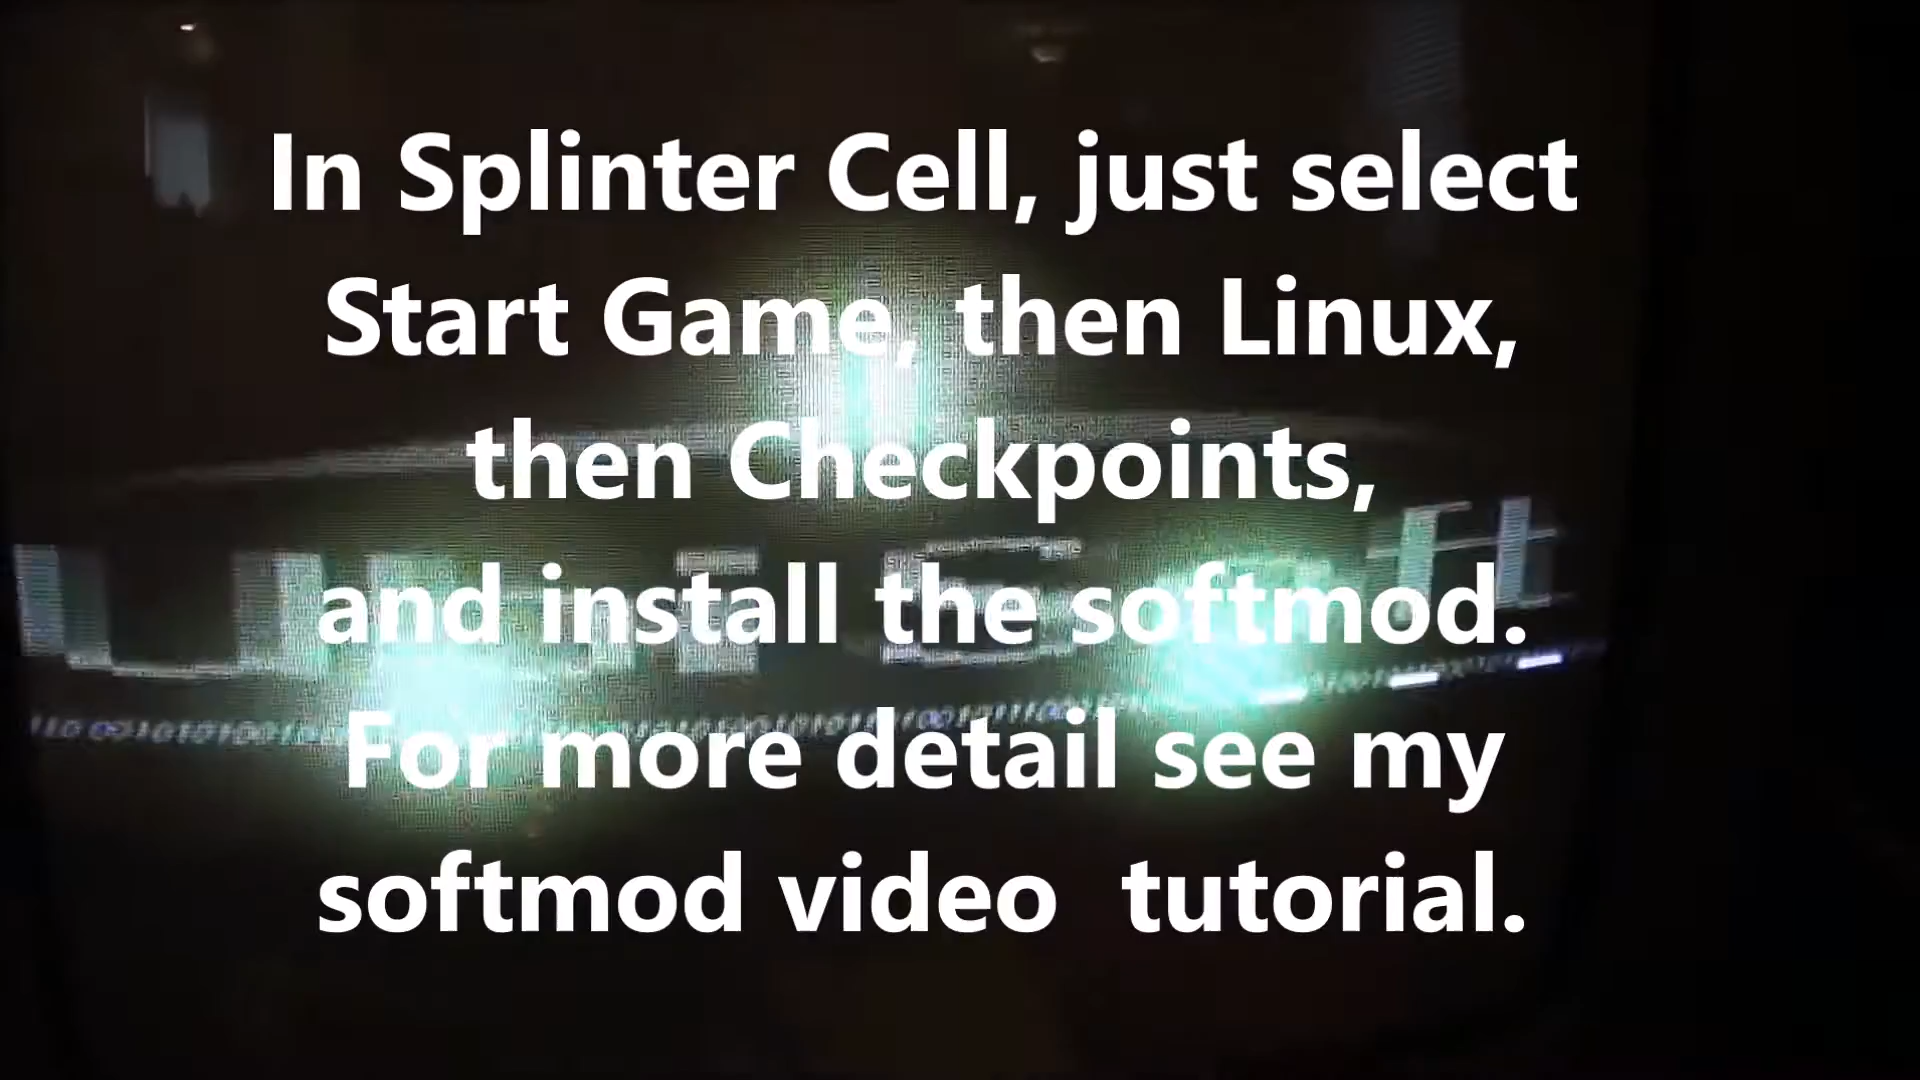 In Splinter Cell, just select
Start Game, then Linux,
then Checkpoints,
and install the softmod.
For more detail see my
softmod video  tutorial.
UbiSoft